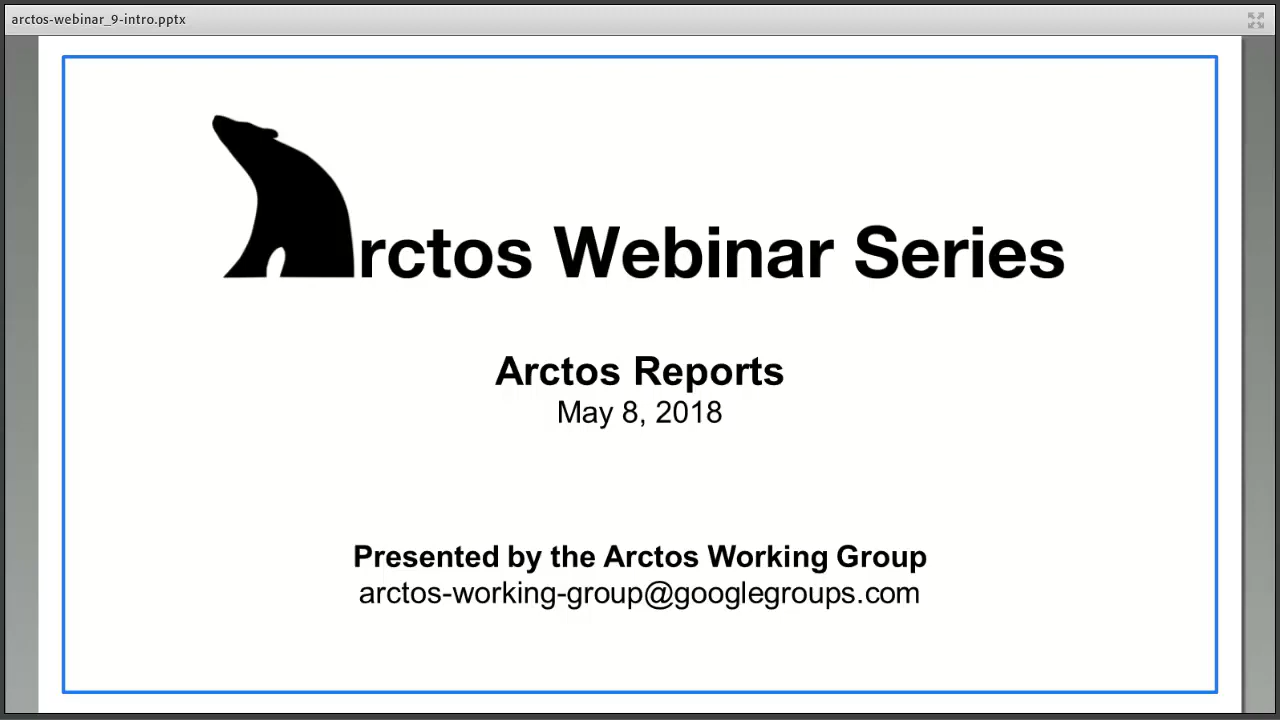 arctos-webinar_9-intro.pptx
rctos Webinar Series
Arctos Reports
May 8, 2018
Presented by the Arctos Working Group
arctos-working-group@googlegroups.com